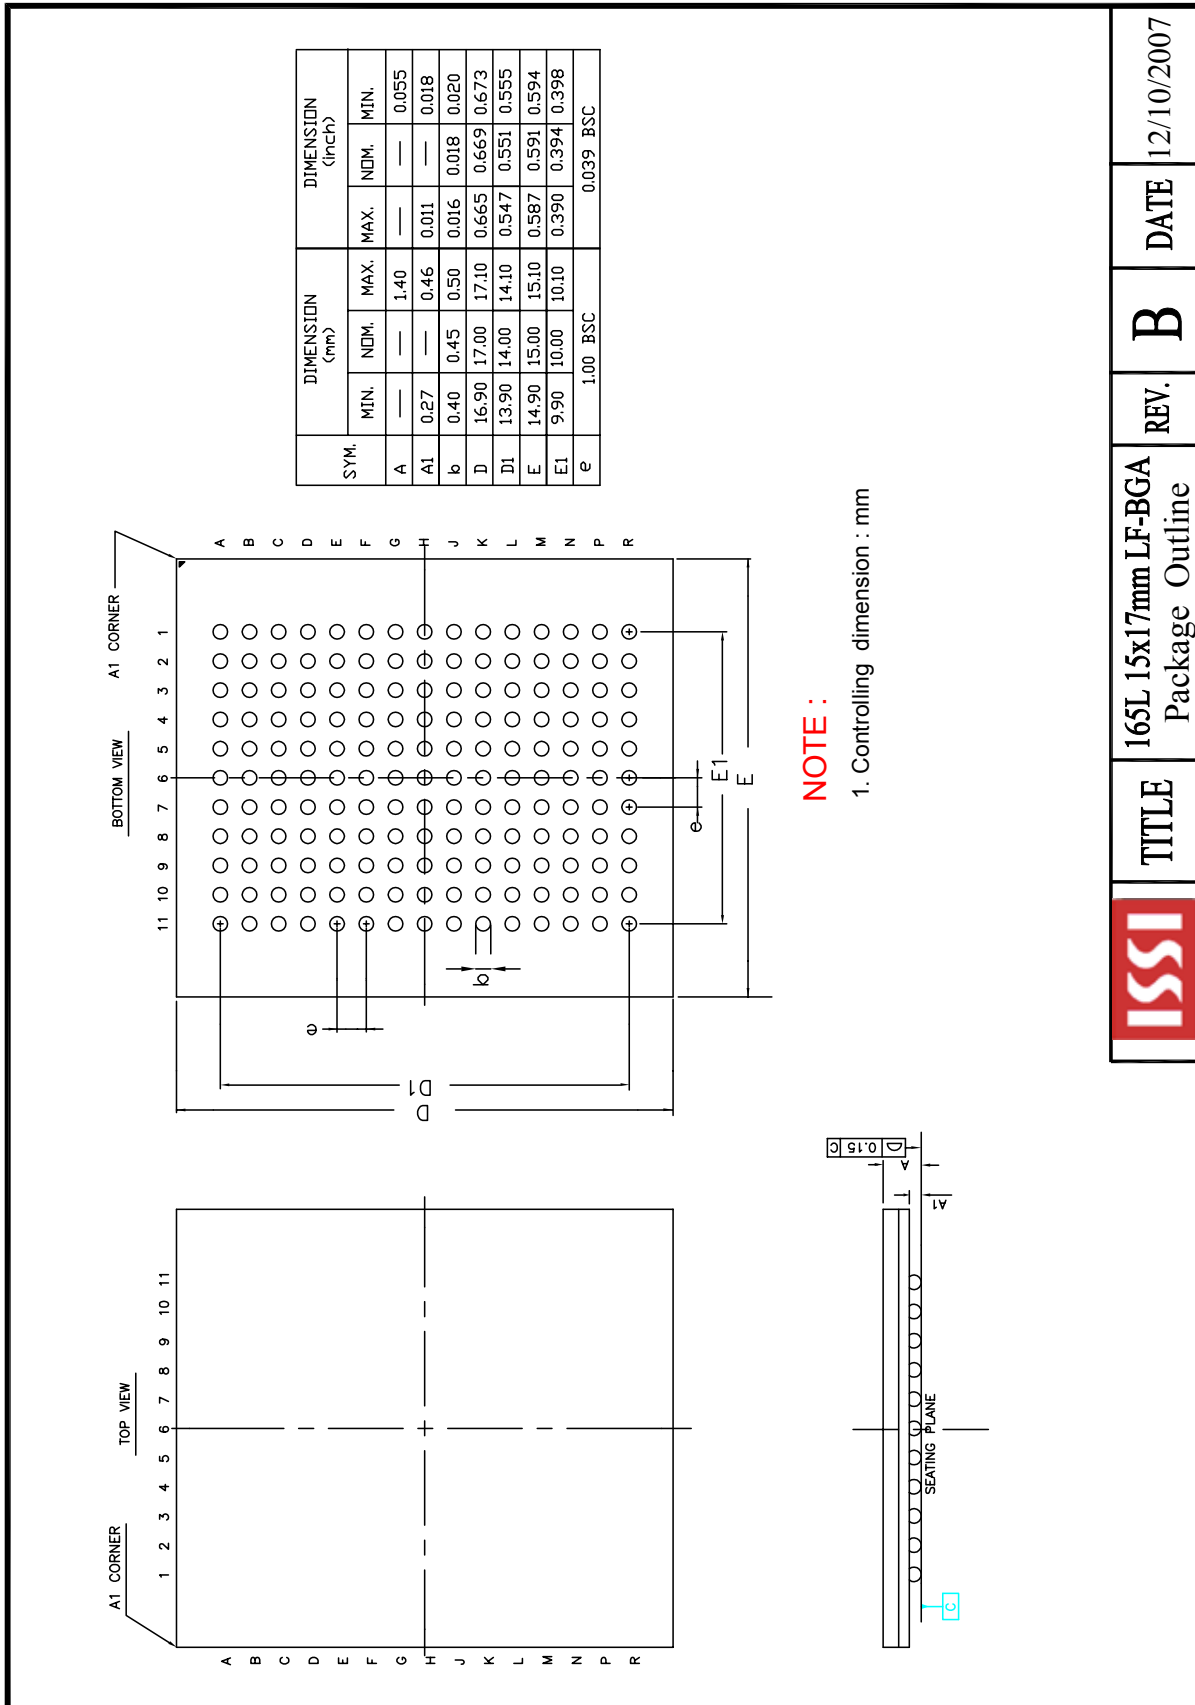 TOP VIEW
A1 CORNER
1 2 3 4 5 6 7 8 9 10 11
A
B
C
D
E
F
G
H
J
K
L
M
N
P
R
BOTTOM VIEW
A1 CORNER
11 10 9 8 7 6 5 4 3 2 1
A
B
C
D
E
F
G
H
J
K
L
M
N
P
R
e
b
D1
D
e
E1
E
SYM. DIMENSION (mm) DIMENSION (inch)
MIN. NOM. MAX. MAX. NOM. MIN.
A — — 1.40 — — 0.055
A1 0.27 — 0.46 0.011 — 0.018
b 0.40 0.45 0.50 0.016 0.018 0.020
D 16.90 17.00 17.10 0.665 0.669 0.673
D1 13.90 14.00 14.10 0.547 0.551 0.555
E 14.90 15.00 15.10 0.587 0.591 0.594
E1 9.90 10.00 10.10 0.390 0.394 0.398
e 1.00 BSC 0.039 BSC
NOTE :
1. Controlling dimension : mm
C 0.15 D
A
A1
SEATING PLANE
C
ISSI
TITLE
165L 15x17mm LF-BGA
Package Outline
REV.
B
DATE
12/10/2007